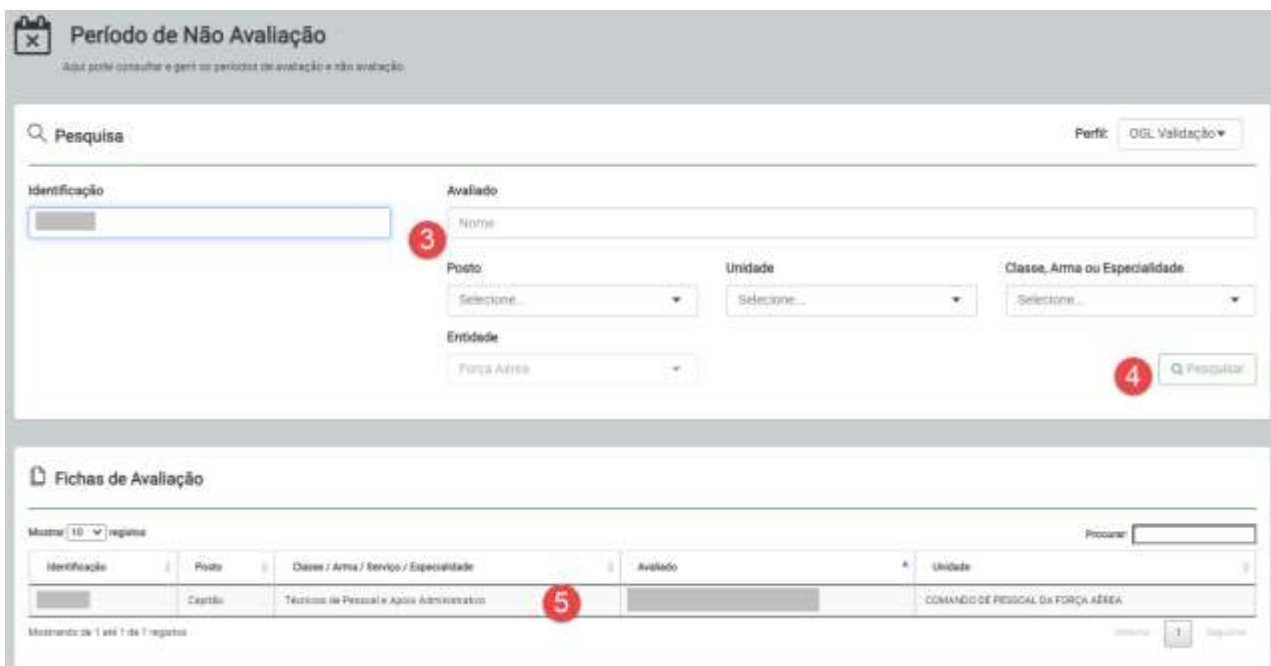 Período de Não Avaliação
Aqui pode consultar e gerir os períodos de avaliação e não avaliação.
Pesquisa
Perfil: OGL Validação
Identificação Avaliado
Nome
3
Posto Unidade Classe, Arma ou Especialidade
Selecione... Selecione... Selecione...
Entidade
Força Aérea
4 Pesquisar
Fichas de Avaliação
Mostrar 10 registos Procurar:
Identificação Posto Classe / Arma / Serviço / Especialidade Avaliado Unidade
Capitão Técnicos de Pessoal e Apoio Administrativo 5 COMANDO DE PESSOAL DA FORÇA AÉREA
Mostrando de 1 até 1 de 1 registos Anterior 1 Seguinte